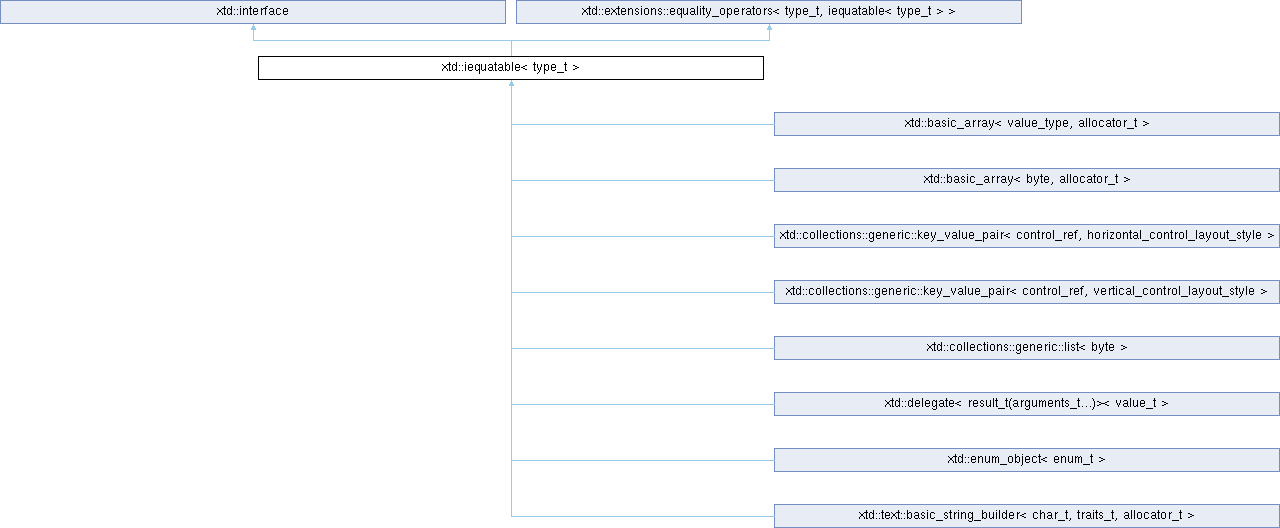 xtd::interface
xtd::extensions::equality_operators< type_t, iequatable< type_t > >
xtd::iequatable< type_t >
xtd::basic_array< value_type, allocator_t >
xtd::basic_array< byte, allocator_t >
xtd::collections::generic::key_value_pair< control_ref, horizontal_control_layout_style >
xtd::collections::generic::key_value_pair< control_ref, vertical_control_layout_style >
xtd::collections::generic::list< byte >
xtd::delegate< result_t(arguments_t...)>< value_t >
xtd::enum_object< enum_t >
xtd::text::basic_string_builder< char_t, traits_t, allocator_t >